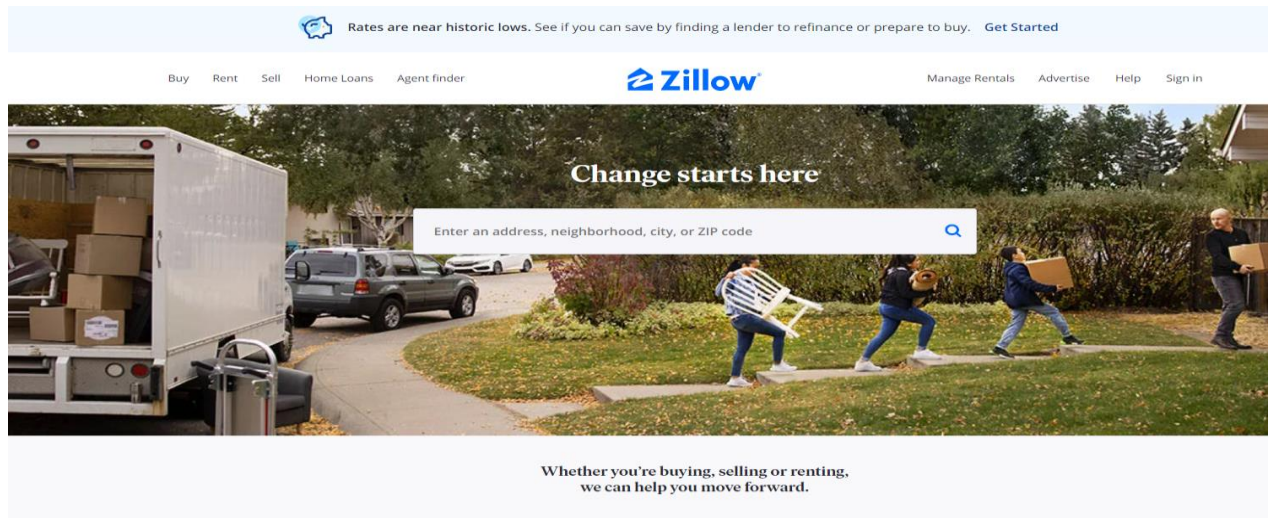 Rates are near historic lows. See if you can save by finding a lender to refinance or prepare to buy. Get Started
Buy Rent Sell Home Loans Agent finder Zillow Manage Rentals Advertise Help Sign in
Change starts here
Enter an address, neighborhood, city, or ZIP code
Whether you're buying, selling or renting,
we can help you move forward.